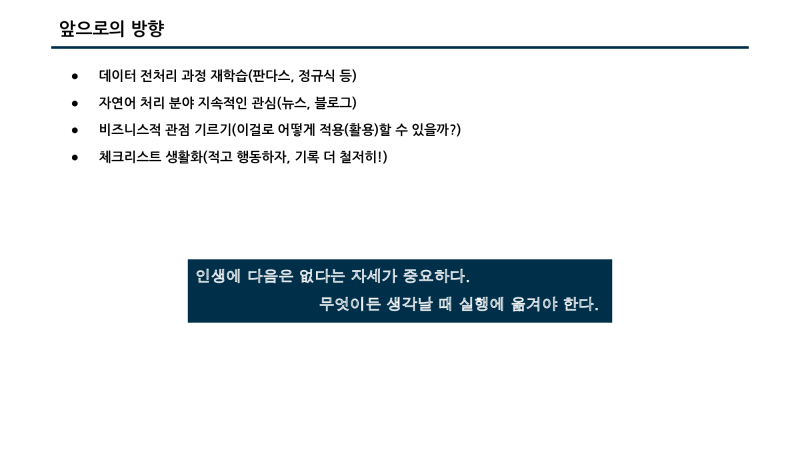 앞으로의 방향
● 데이터 전처리 과정 재학습(판다스, 정규식 등)
● 자연어 처리 분야 지속적인 관심(뉴스, 블로그)
● 비즈니스적 관점 기르기(이걸로 어떻게 적용(활용)할 수 있을까?)
● 체크리스트 생활화(적고 행동하자, 기록 더 철저히!)
인생에 다음은 없다는 자세가 중요하다.
무엇이든 생각날 때 실행에 옮겨야 한다.